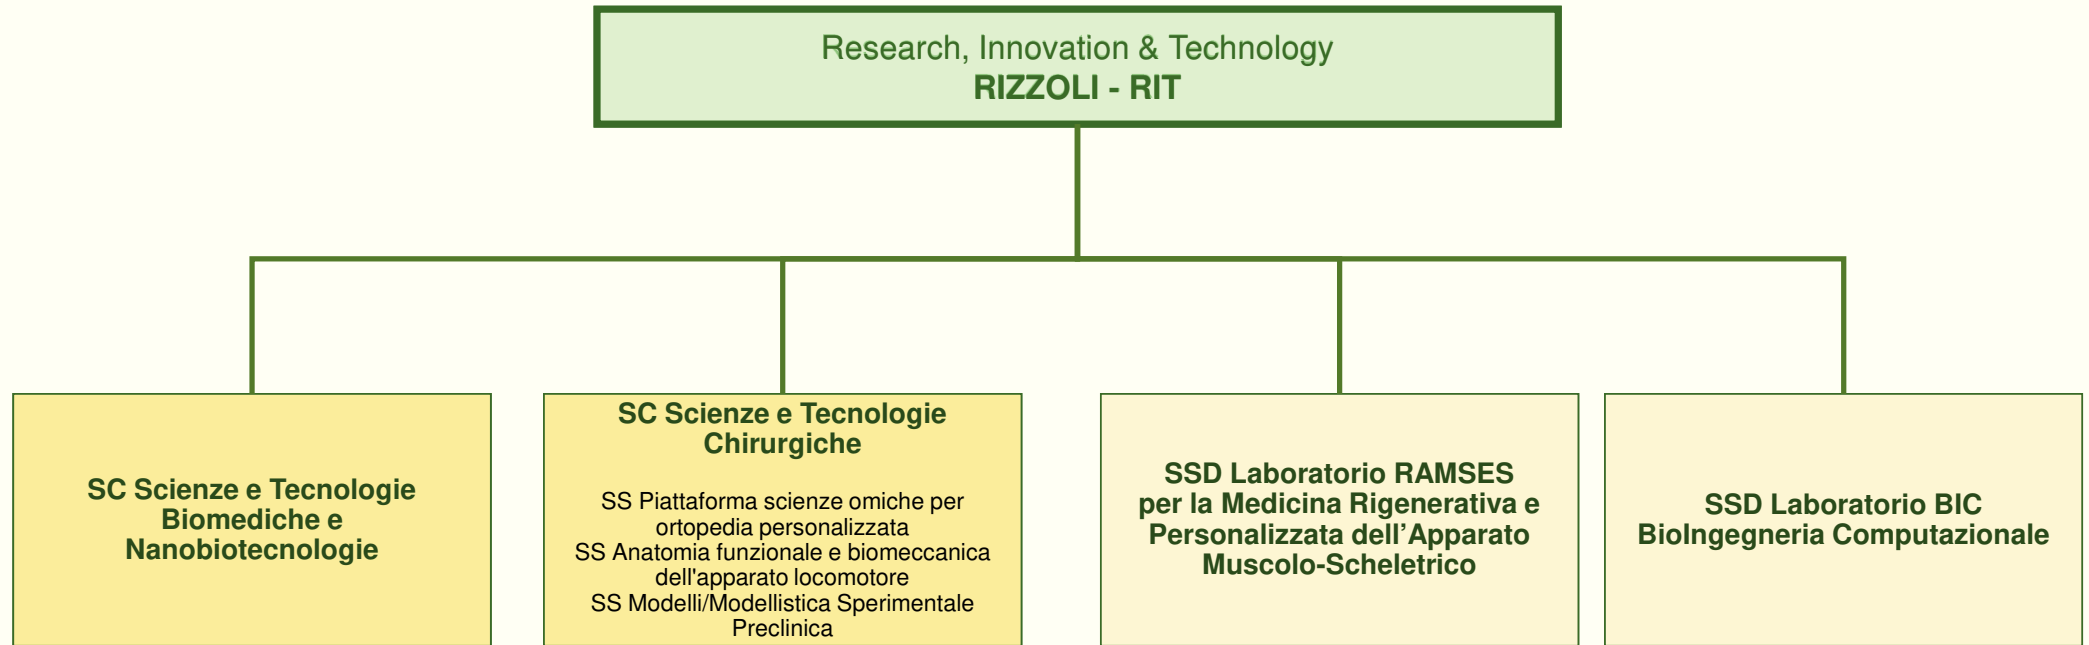 Research, Innovation & Technology
RIZZOLI - RIT
SC Scienze e Tecnologie
Biomediche e
Nanobiotecnologie
SC Scienze e Tecnologie
Chirurgiche
SS Piattaforma scienze omiche per
ortopedia personalizzata
SS Anatomia funzionale e biomeccanica
dell'apparato locomotore
SS Modelli/Modellistica Sperimentale
Preclinica
SSD Laboratorio RAMSES
per la Medicina Rigenerativa e
Personalizzata dell’Apparato
Muscolo-Scheletrico
SSD Laboratorio BIC
BioIngegneria Computazionale